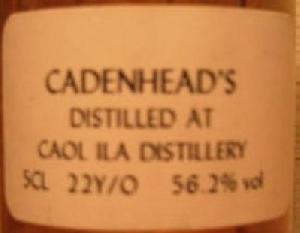 CADENHEAD'S
DISTILLED AT
CAOL ILA DISTILLERY
5CL 22Y/O 56.2% vol